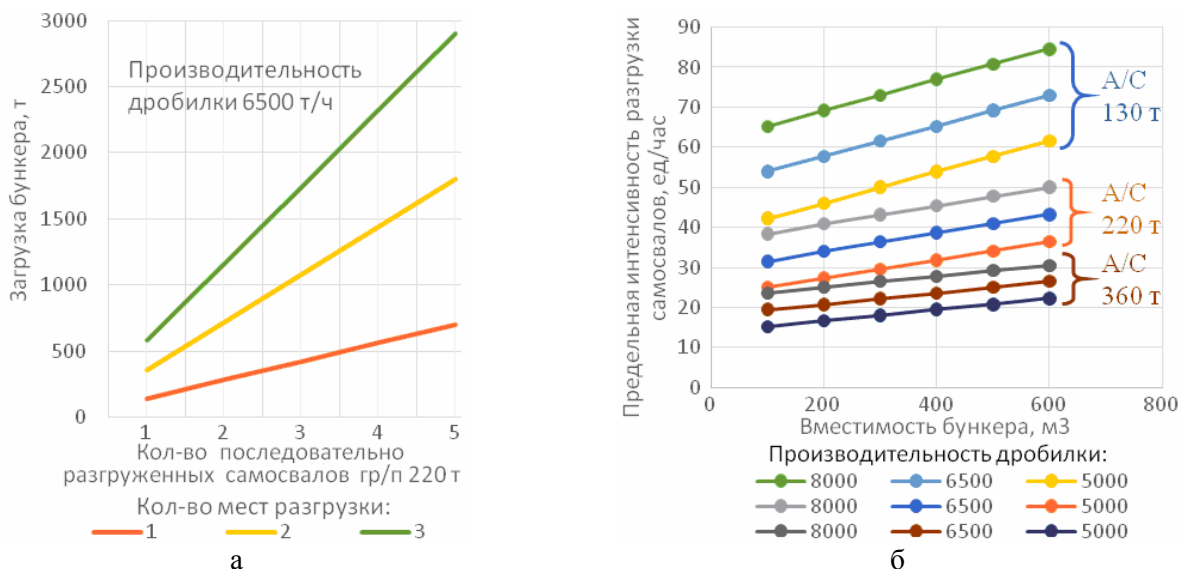 3000
2500
2000
1500
1000
500
0
Загрузка бункера, т
Производительность
дробилки 6500 т/ч
1 2 3 4 5
Кол-во последовательно
разгруженных самосвалов гр/п 220 т
Кол-во мест разгрузки:
1 2 3
а
90
80
70
60
50
40
30
20
10
0
Предельная интенсивность разгрузки
самосвалов, ед/час
А/С
130 т
А/С
220 т
А/С
360 т
0 200 400 600 800
Вместимость бункера, м3
Производительность дробилки:
8000 6500 5000
8000 6500 5000
8000 6500 5000
б